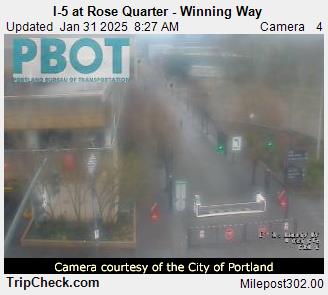 I-5 at Rose Quarter - Winning Way
Updated Jan 31 2025 8:27 AM Camera 4
PBOT
PORTLAND BUREAU OF TRANSPORTATION
Camera courtesy of the City of Portland
TripCheck.com Milepost302.00